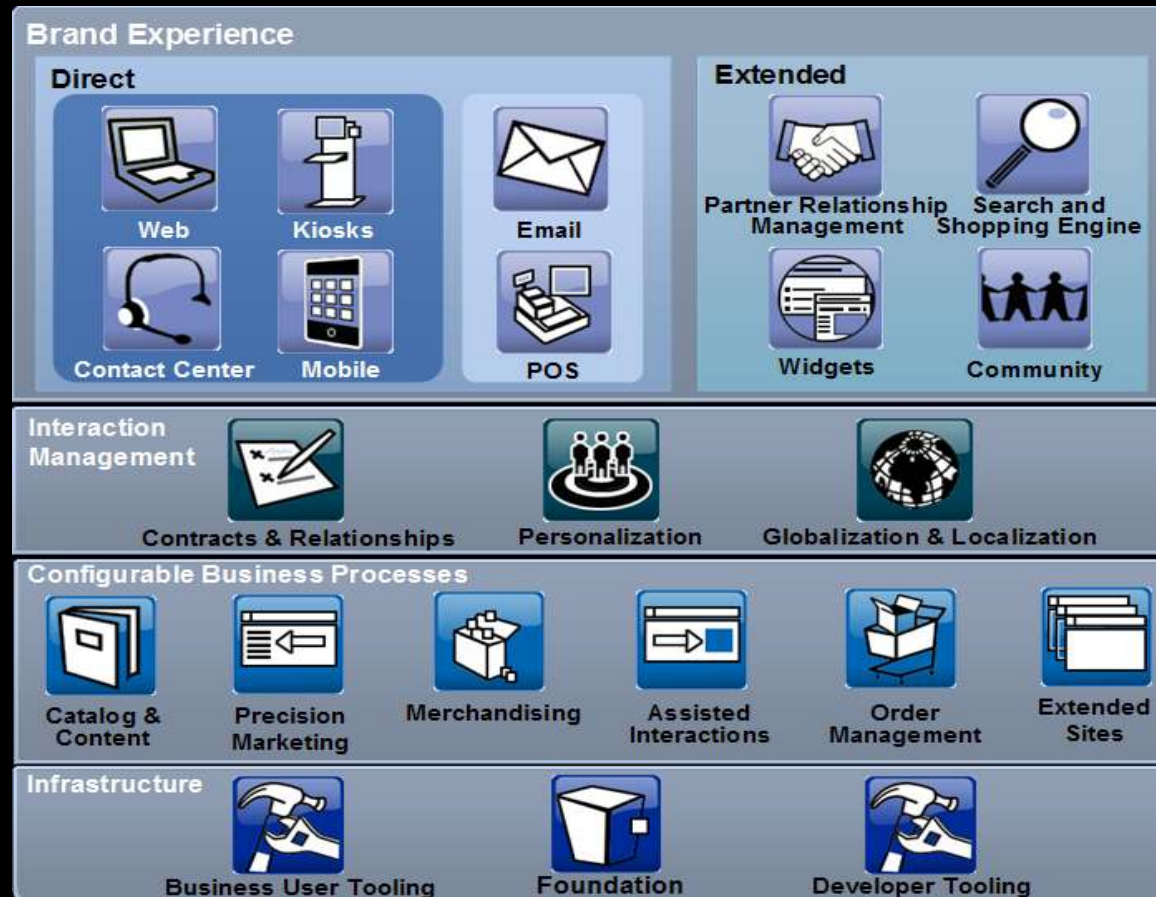 Brand Experience
Direct
Extended
Web
Kiosks
Email
Partner Relationship
Management
Search and
Shopping Engine
Contact Center
Mobile
POS
Widgets
Community
Interaction
Management
Contracts & Relationships
Personalization
Globalization & Localization
Configurable Business Processes
Catalog &
Content
Precision
Marketing
Merchandising
Assisted
Interactions
Order
Management
Extended
Sites
Infrastructure
Business User Tooling
Foundation
Developer Tooling